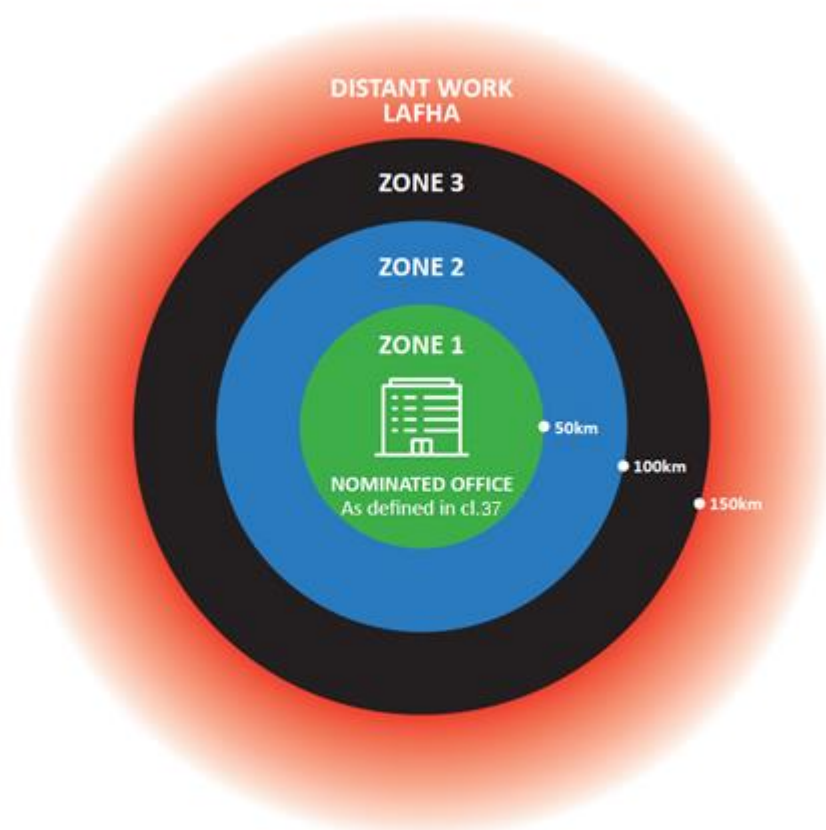 DISTANT WORK
LAFHA
ZONE 3
ZONE 2
ZONE 1
50km
100km
NOMINATED OFFICE
As defined in cl.37
150km